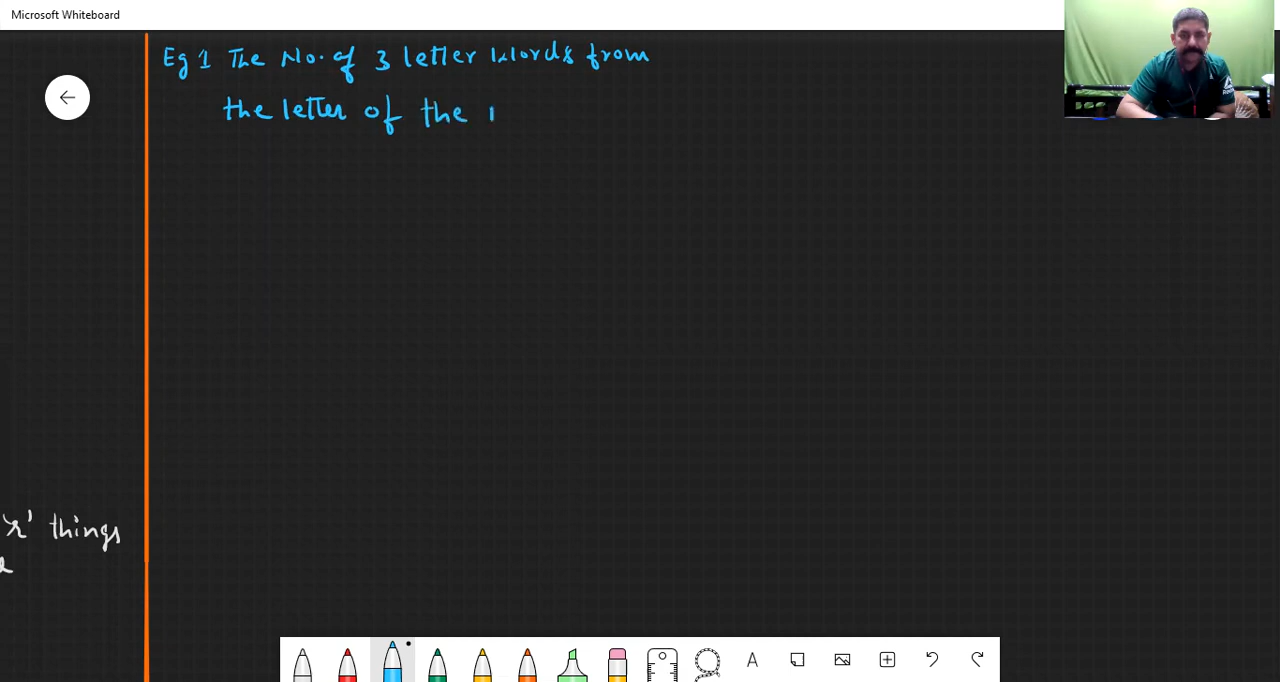 Microsoft Whiteboard
Eg 1 The No. of 3 letter Words from
the letter of the
'r' things